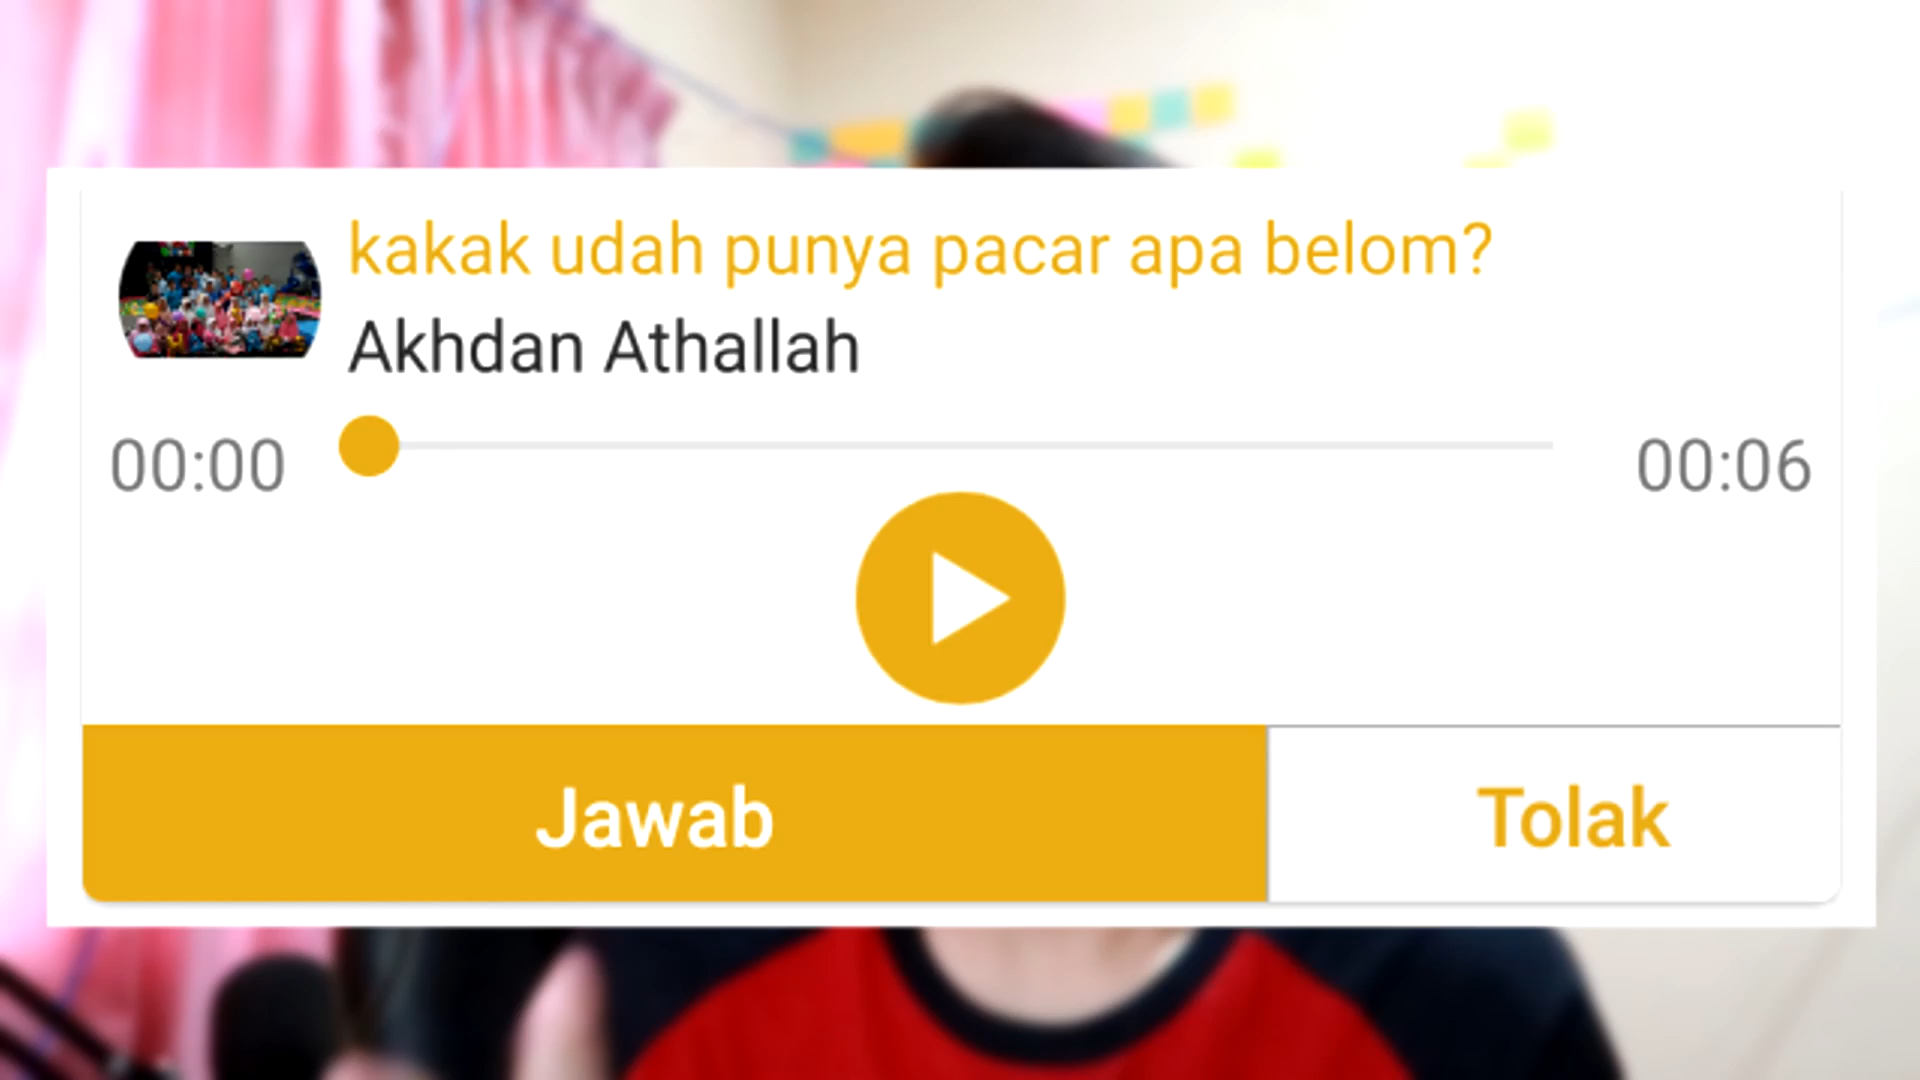 kakak udah punya pacar apa belom?
Akhdan Athallah
00:00
00:06
Jawab
Tolak